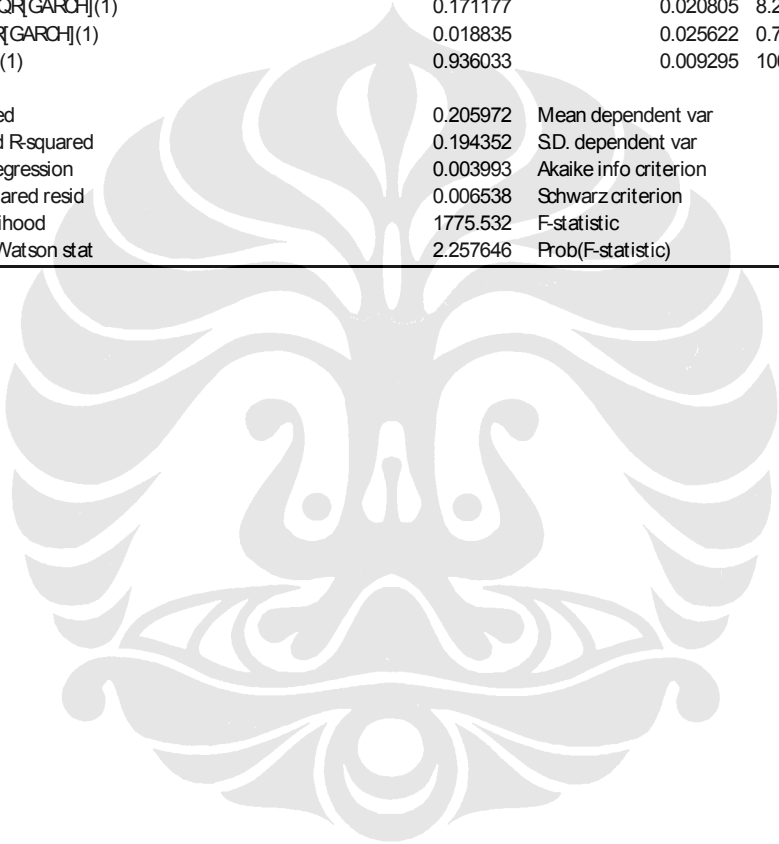 QR[GARCH](1) 0.171177 0.020805 8.2
R[GARCH](1) 0.018835 0.025622 0.7
(1) 0.936033 0.009295 100
ed 0.205972 Mean dependent var
d R-squared 0.194352 S.D. dependent var
egression 0.003993 Akaike info criterion
ared resid 0.006538 Schwarz criterion
ihood 1775.532 F-statistic
Watson stat 2.257646 Prob(F-statistic)